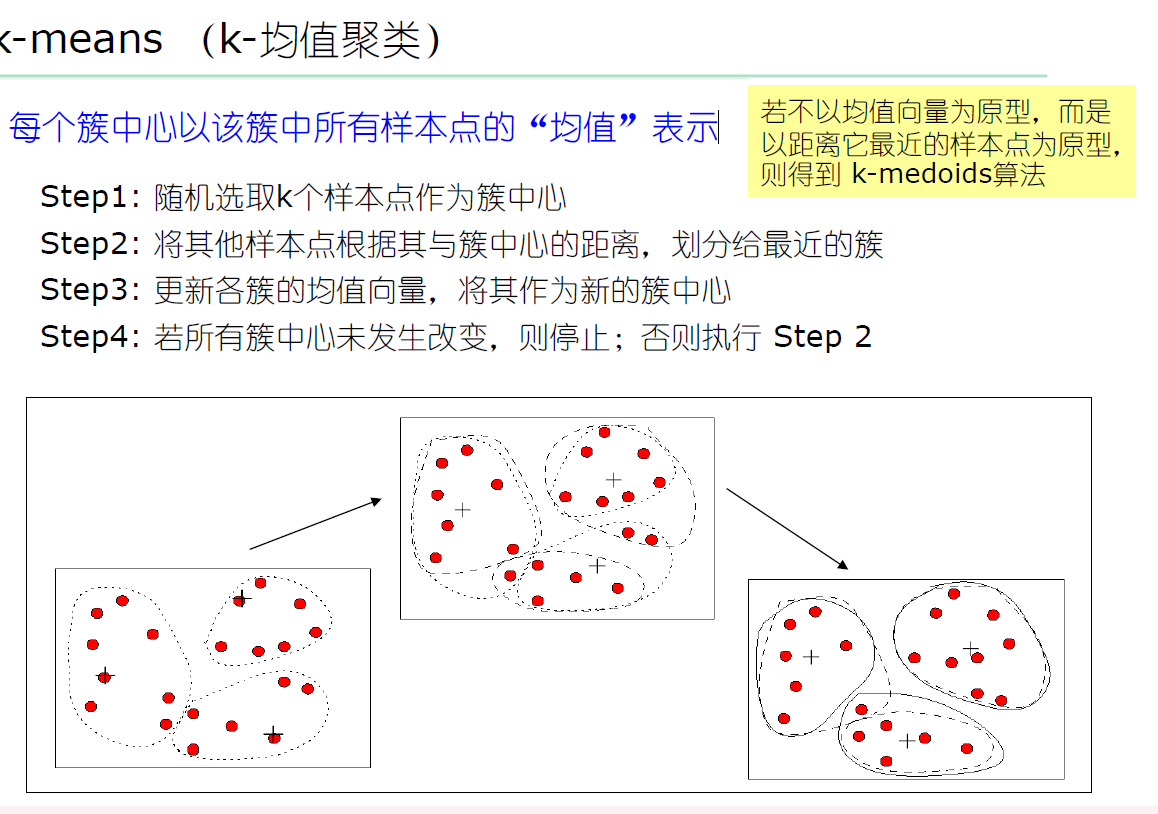 k-means （k-均值聚类）
每个簇中心以该簇中所有样本点的“均值”表示
若不以均值向量为原型，而是
以距离它最近的样本点为原型，
则得到 k-medoids算法
Step1: 随机选取k个样本点作为簇中心
Step2: 将其他样本点根据其与簇中心的距离，划分给最近的簇
Step3: 更新各簇的均值向量，将其作为新的簇中心
Step4: 若所有簇中心未发生改变，则停止；否则执行 Step 2